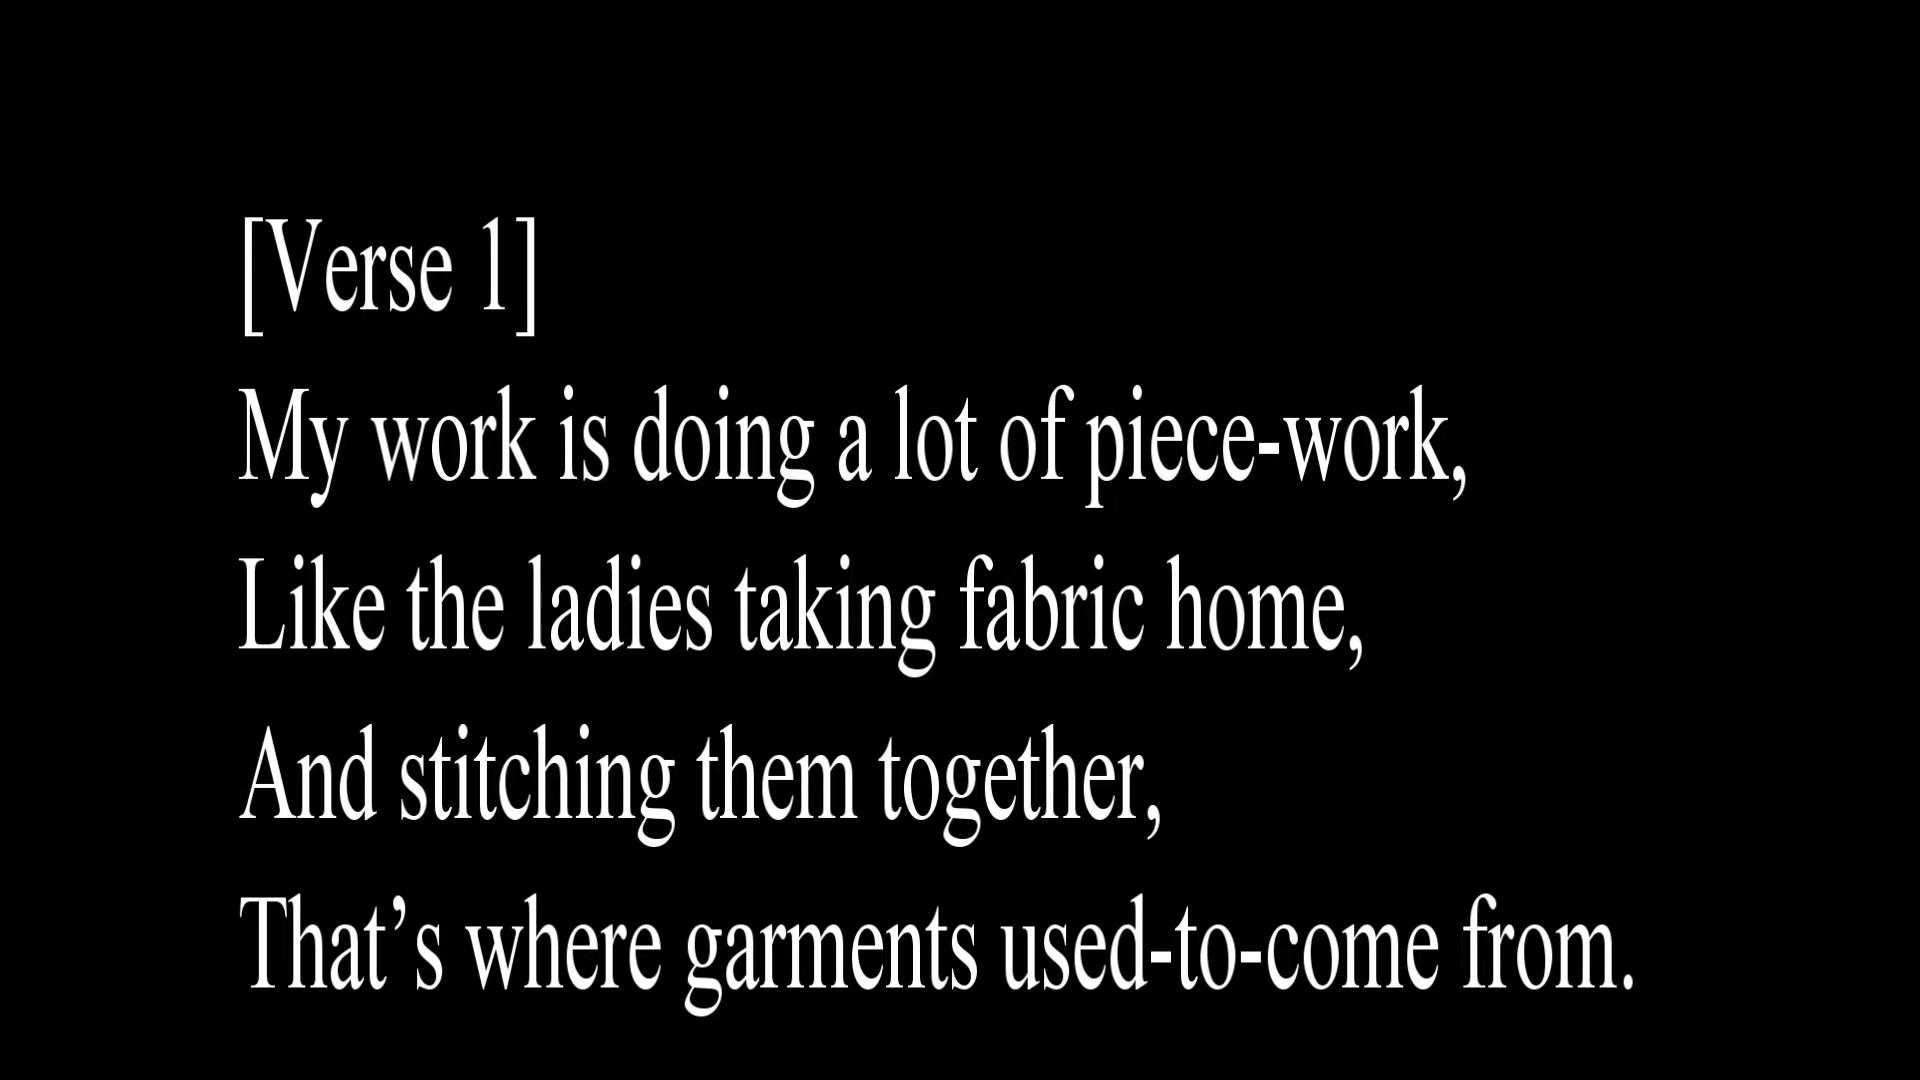 [Verse 1]
My work is doing a lot of piece-work,
Like the ladies taking fabric home,
And stitching them together,
That’s where garments used-to-come from.